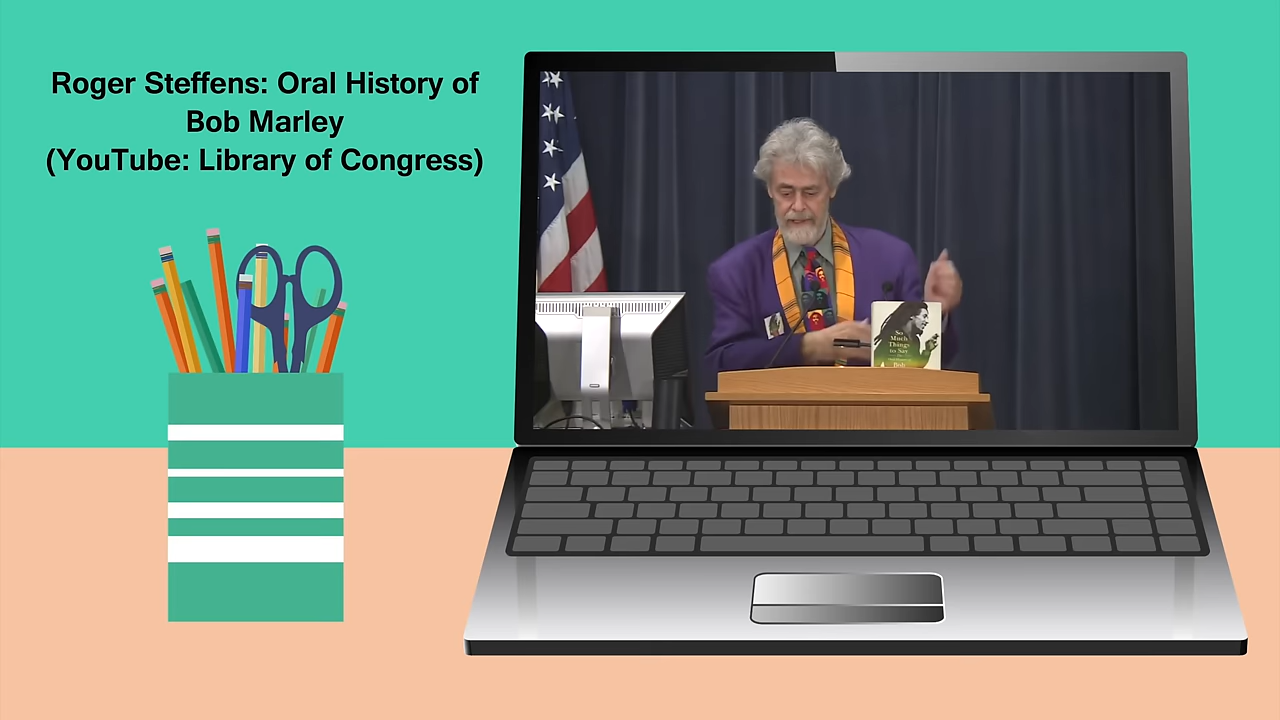 Roger Steffens: Oral History of
Bob Marley
(YouTube: Library of Congress)
So
Much
Things
to Say
Bob